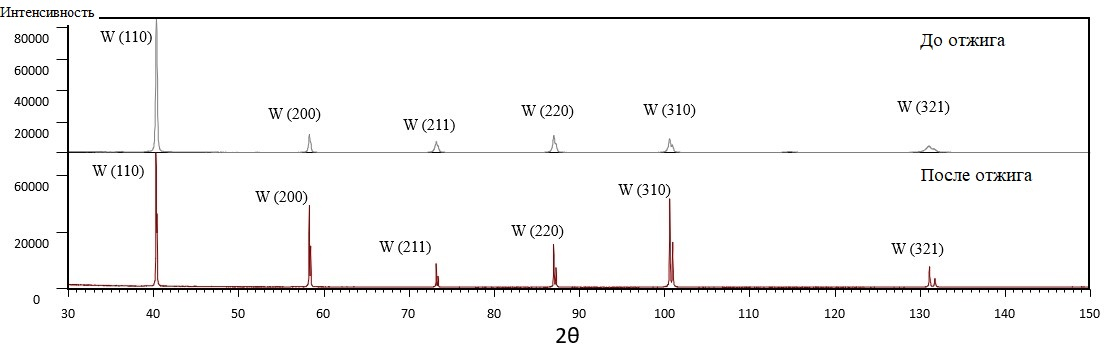 Интенсивность
80000
60000
40000
20000
0
W (110)
W (200)
W (211)
W (220)
W (310)
W (321)
До отжига
60000
20000
0
W (110)
W (200)
W (211)
W (220)
W (310)
W (321)
После отжига
30 40 50 60 70 80 90 100 110 120 130 140 150
2θ